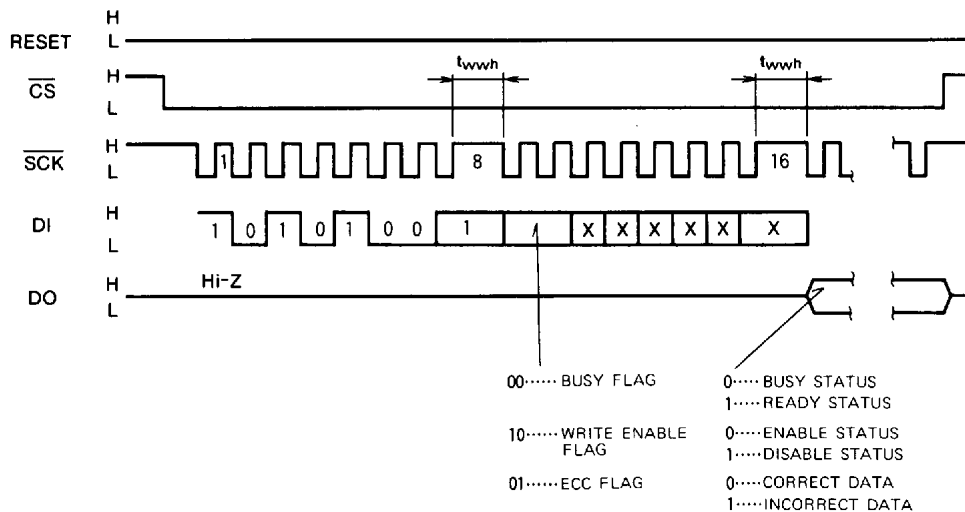 RESET H
L
CS H
L
twwh twwh
SCK H
L
1 8 16
DI H
L
1 0 1 0 1 0 0 1 X X X X X X
DO H
L
Hi-Z
00······ BUSY FLAG
10······ WRITE ENABLE
FLAG
01······ ECC FLAG
0····· BUSY STATUS
1····· READY STATUS
0····· ENABLE STATUS
1····· DISABLE STATUS
0····· CORRECT DATA
1····· INCORRECT DATA